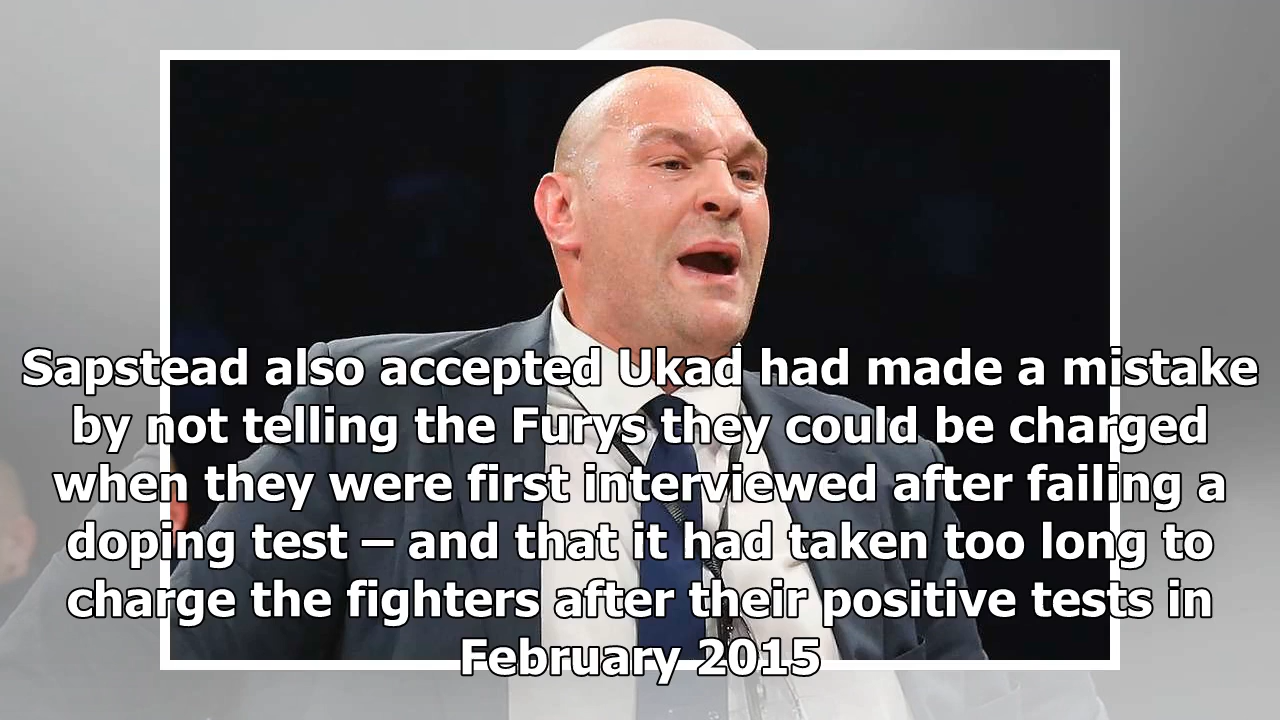 Sapstead also accepted Ukad had made a mistake
by not telling the Furys they could be charged
when they were first interviewed after failing a
doping test – and that it had taken too long to
charge the fighters after their positive tests in
February 2015